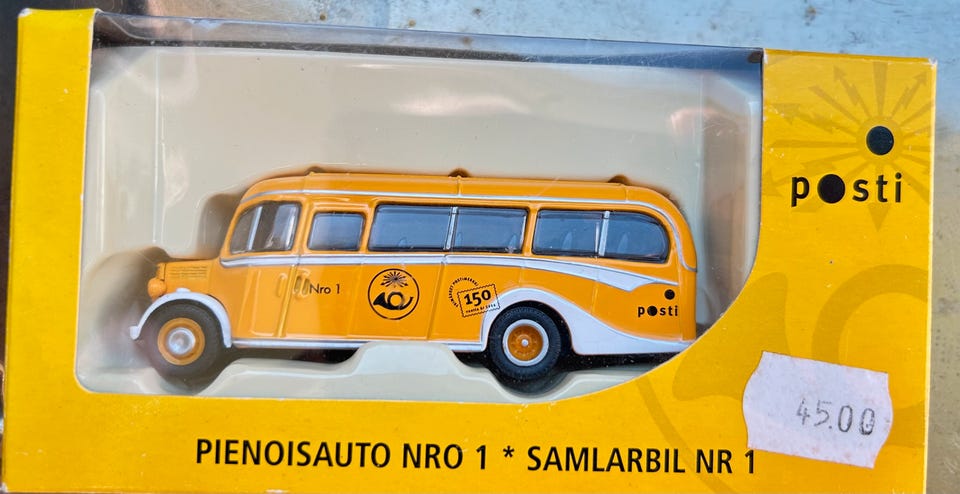 posti
Nro 1
150
posti
45.00
PIENOISAUTO NRO 1 * SAMLARBIL NR 1